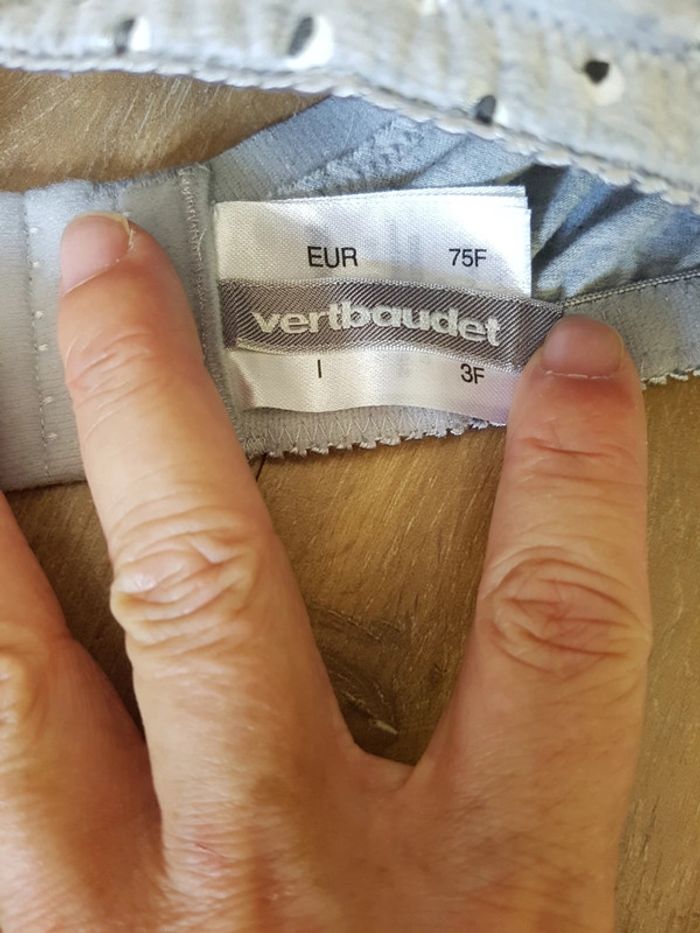 EUR 75F
vertbaudet
I 3F